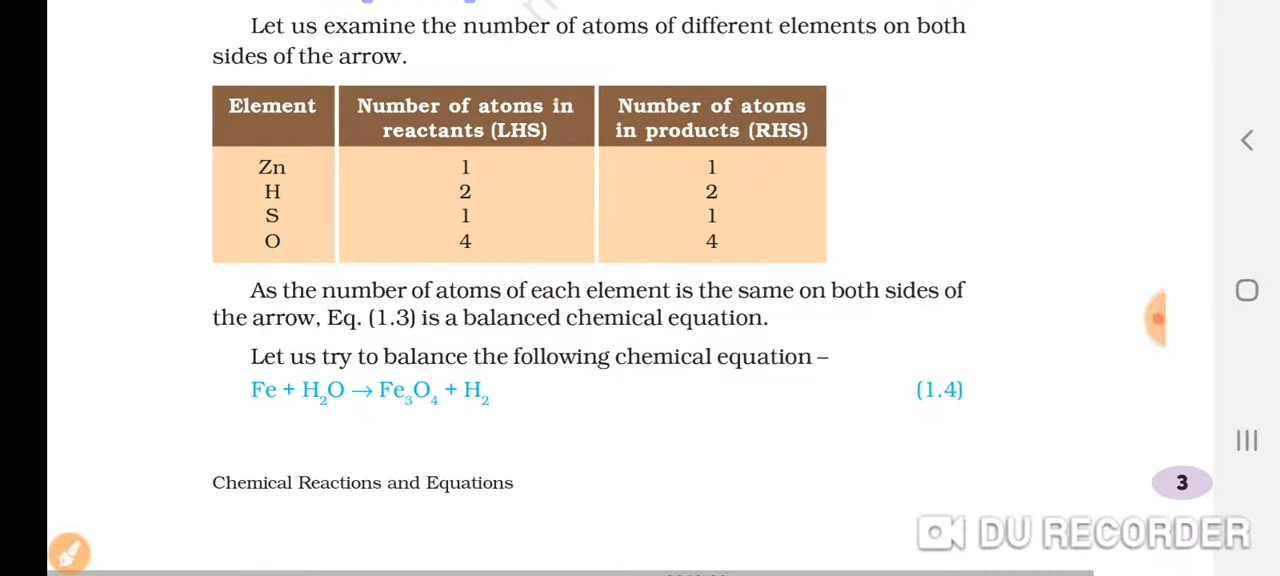 Let us examine the number of atoms of different elements on both
sides of the arrow.
Element Number of atoms in reactants (LHS) Number of atoms in products (RHS)
Zn 1 1
H 2 2
S 1 1
O 4 4
As the number of atoms of each element is the same on both sides of
the arrow, Eq. (1.3) is a balanced chemical equation.
Let us try to balance the following chemical equation –
Fe + H₂O → Fe₃O₄ + H₂ (1.4)
Chemical Reactions and Equations 3
DU RECORDER